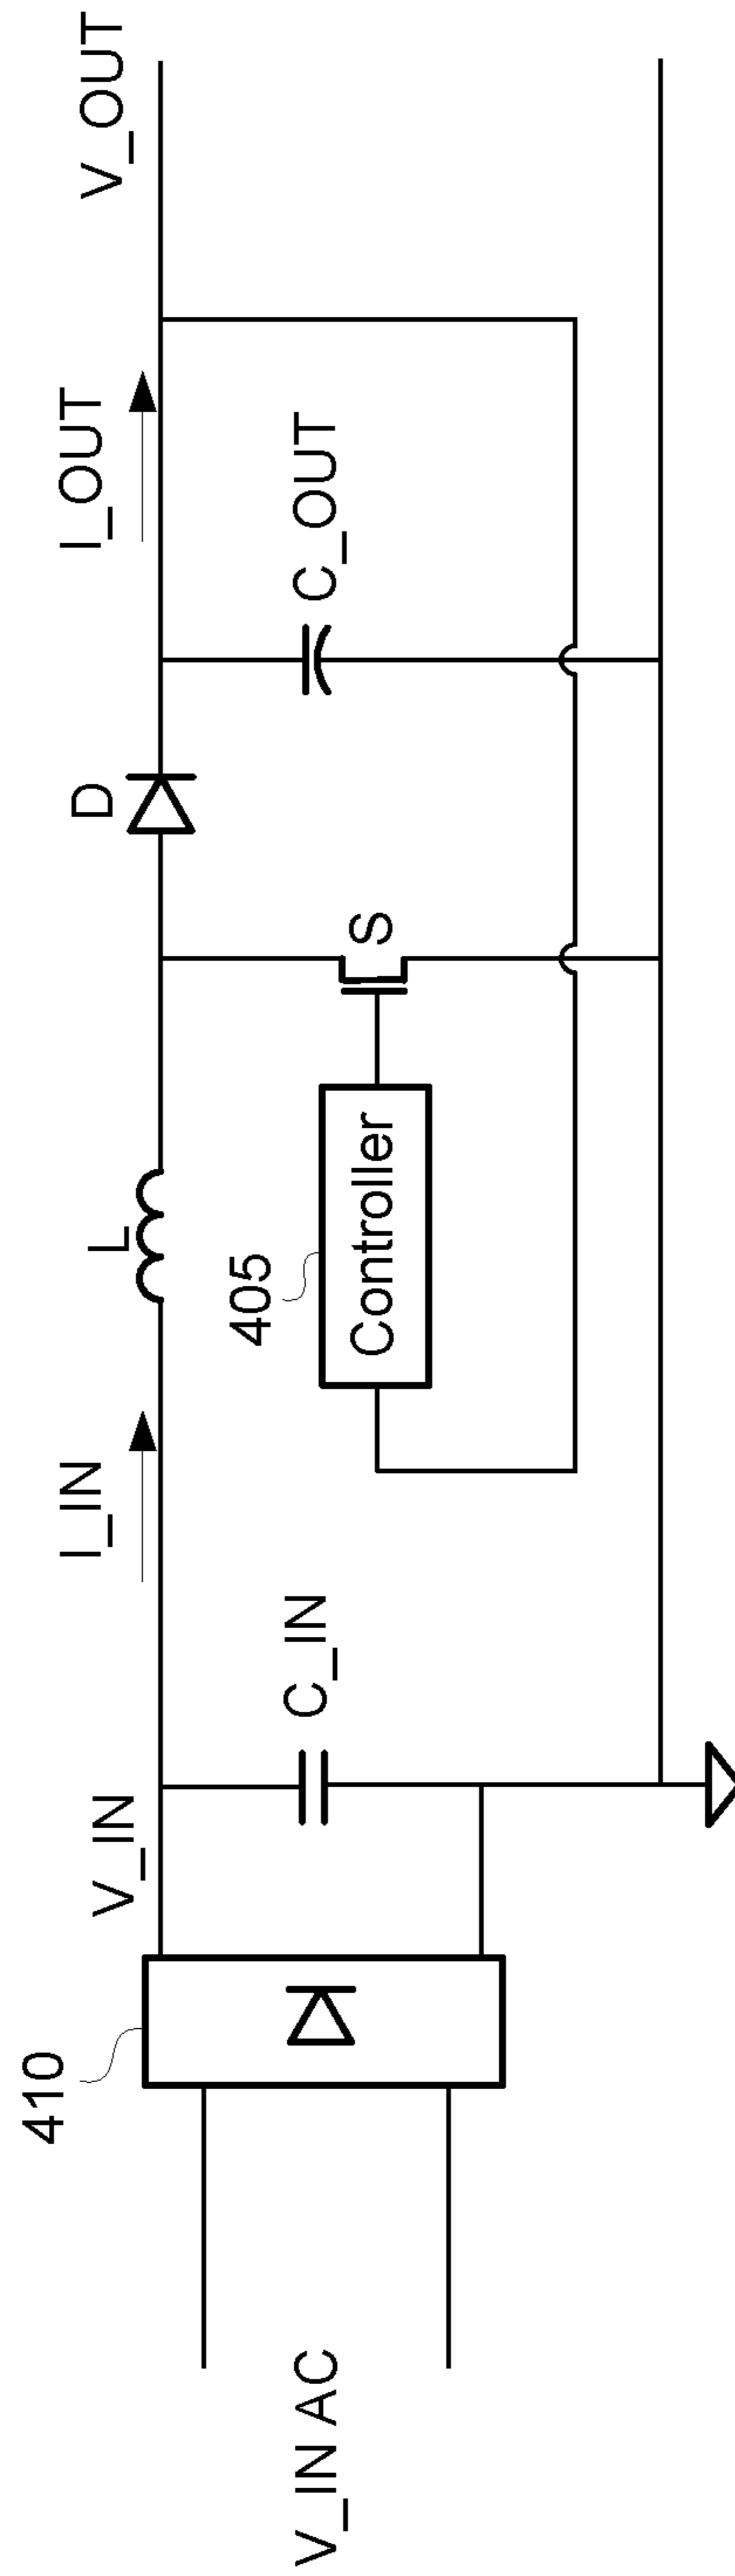 410
V_IN AC
V_IN
C_IN
I_IN
L
405
Controller
S
D
C_OUT
I_OUT
V_OUT